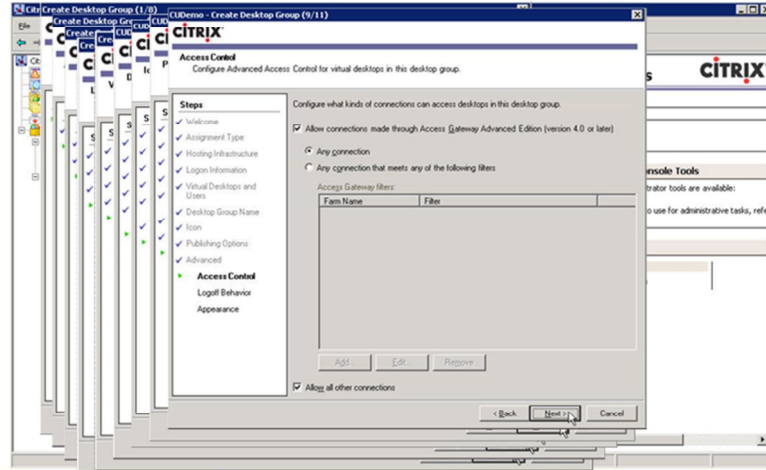 Create Desktop Group (1/8)
CUDemo - Create Desktop Group (9/11)
CITRIX
Access Control
Configure Advanced Access Control for virtual desktops in this desktop group.
Steps
Welcome
Assignment Type
Hosting Infrastructure
Logon Information
Virtual Desktops and
Users
Desktop Group Name
Icon
Publishing Options
Advanced
Access Control
Logoff Behavior
Appearance
Configure what kinds of connections can access desktops in this desktop group.
Allow connections made through Access Gateway Advanced Edition (version 4.0 or later)
Any connection
Any connection that meets any of the following filters
Access Gateway filters:
Farm Name Filter
Add... Edit... Remove...
Allow all other connections
< Back Next > Cancel
CITRIX
onsole Tools
trator tools are available:
o use for administrative tasks, refe